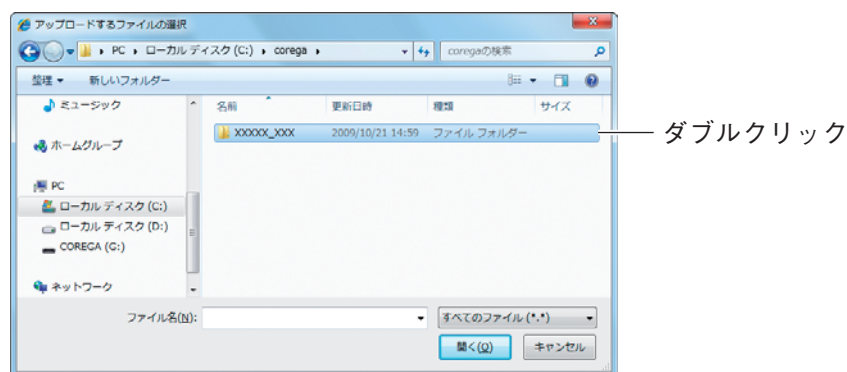 アップロードするファイルの選択
PC ▸ ローカル ディスク (C:) ▸ corega ▸
coregaの検索
整理 ▼ 新しいフォルダー
ミュージック
ホームグループ
PC
ローカル ディスク (C:)
ローカル ディスク (D:)
COREGA (G:)
ネットワーク
名前 更新日時 種類 サイズ
XXXXX_XXX 2009/10/21 14:59 ファイル フォルダー
ダブルクリック
ファイル名(N):
すべてのファイル (*.*)
開く(O) キャンセル